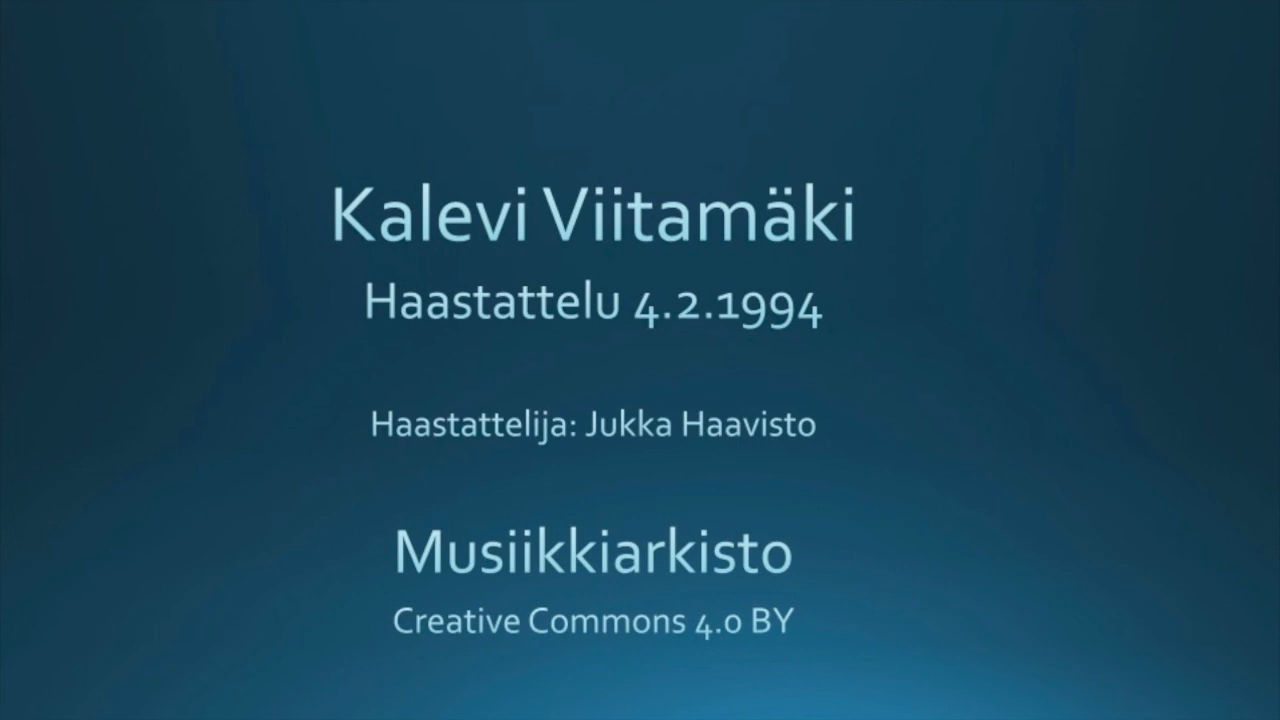 Kalevi Viitamäki
Haastattelu 4.2.1994
Haastattelija: Jukka Haavisto
Musiikkiarkisto
Creative Commons 4.0 BY